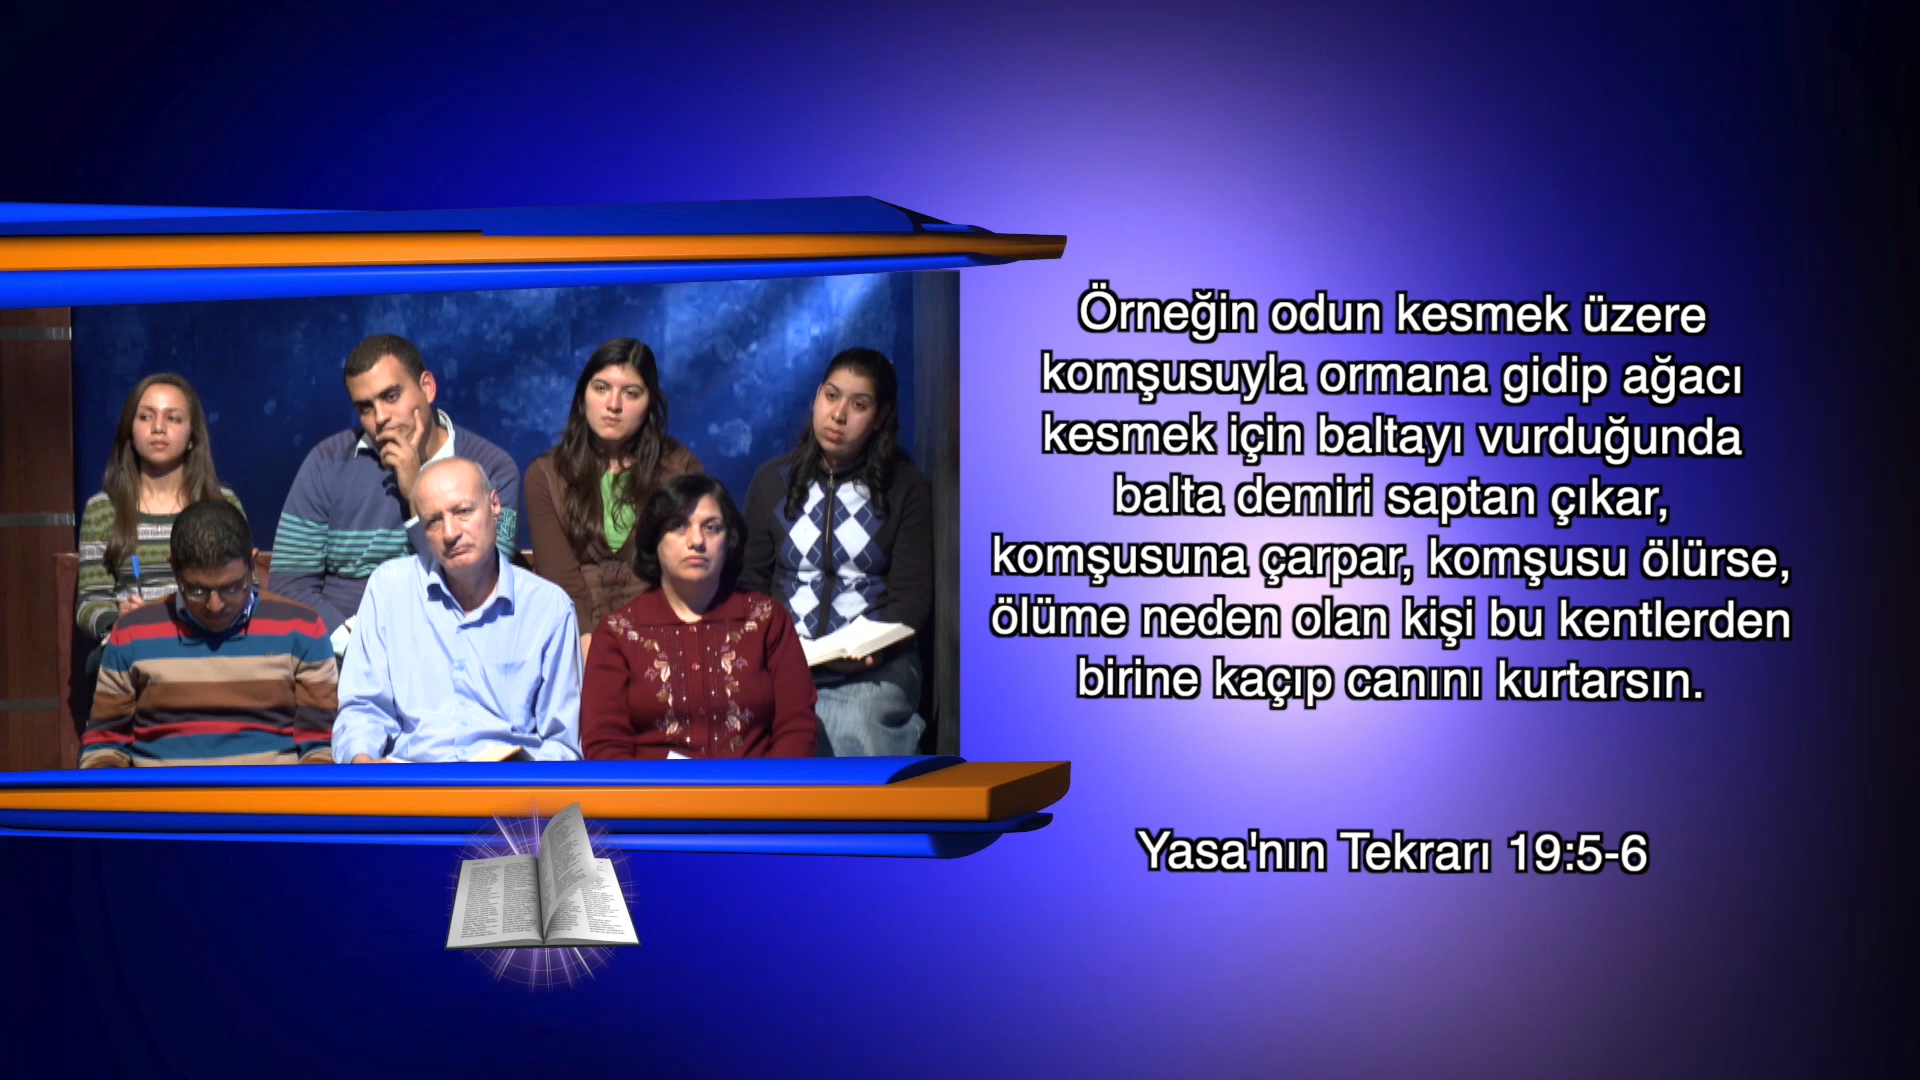 Örneğin odun kesmek üzere
komşusuyla ormana gidip ağacı
kesmek için baltayı vurduğunda
balta demiri saptan çıkar,
komşusuna çarpar, komşusu ölürse,
ölüme neden olan kişi bu kentlerden
birine kaçıp canını kurtarsın.
Yasa'nın Tekrarı 19:5-6